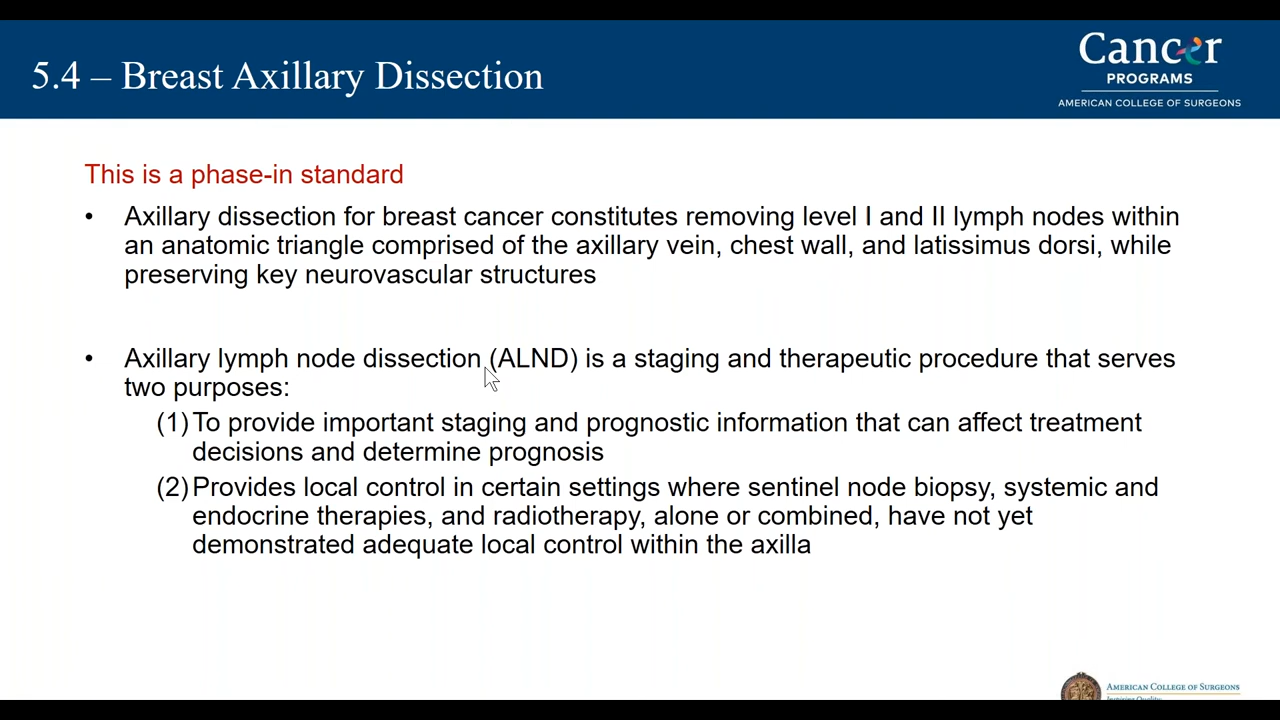 5.4 – Breast Axillary Dissection
Cancer
PROGRAMS
AMERICAN COLLEGE OF SURGEONS
This is a phase-in standard
• Axillary dissection for breast cancer constitutes removing level I and II lymph nodes within
an anatomic triangle comprised of the axillary vein, chest wall, and latissimus dorsi, while
preserving key neurovascular structures
• Axillary lymph node dissection (ALND) is a staging and therapeutic procedure that serves
two purposes:
(1) To provide important staging and prognostic information that can affect treatment
decisions and determine prognosis
(2) Provides local control in certain settings where sentinel node biopsy, systemic and
endocrine therapies, and radiotherapy, alone or combined, have not yet
demonstrated adequate local control within the axilla
AMERICAN COLLEGE OF SURGEONS